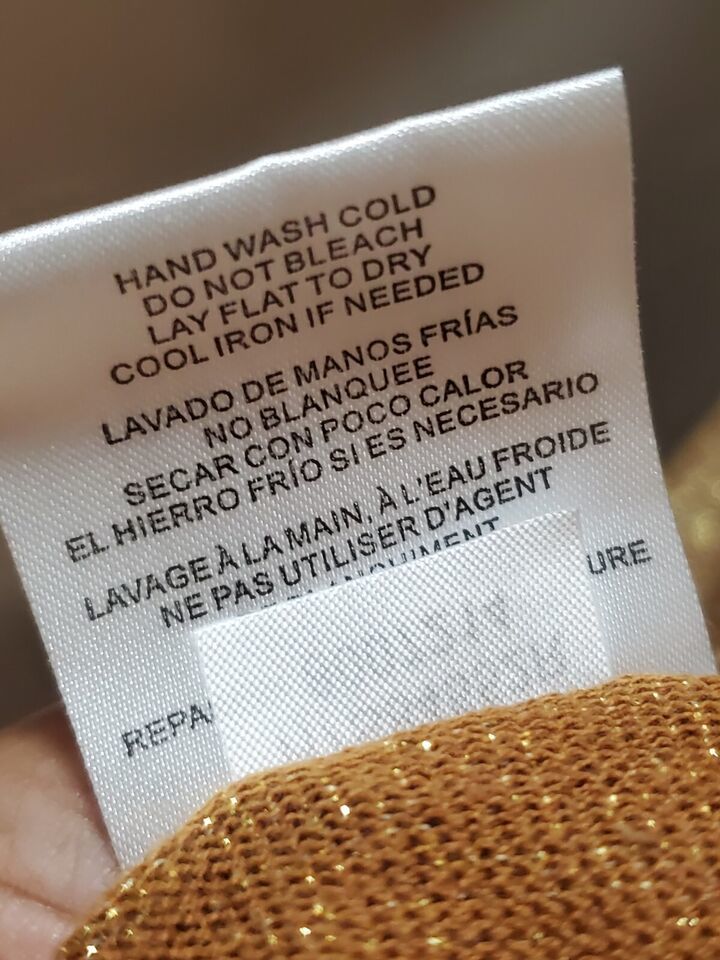 HAND WASH COLD
DO NOT BLEACH
LAY FLAT TO DRY
COOL IRON IF NEEDED
LAVADO DE MANOS FRÍAS
NO BLANQUEE
SECAR CON POCO CALOR
EL HIERRO FRÍO SI ES NECESARIO
LAVAGE À LA MAIN, À L'EAU FROIDE
NE PAS UTILISER D'AGENT
REPA
URE